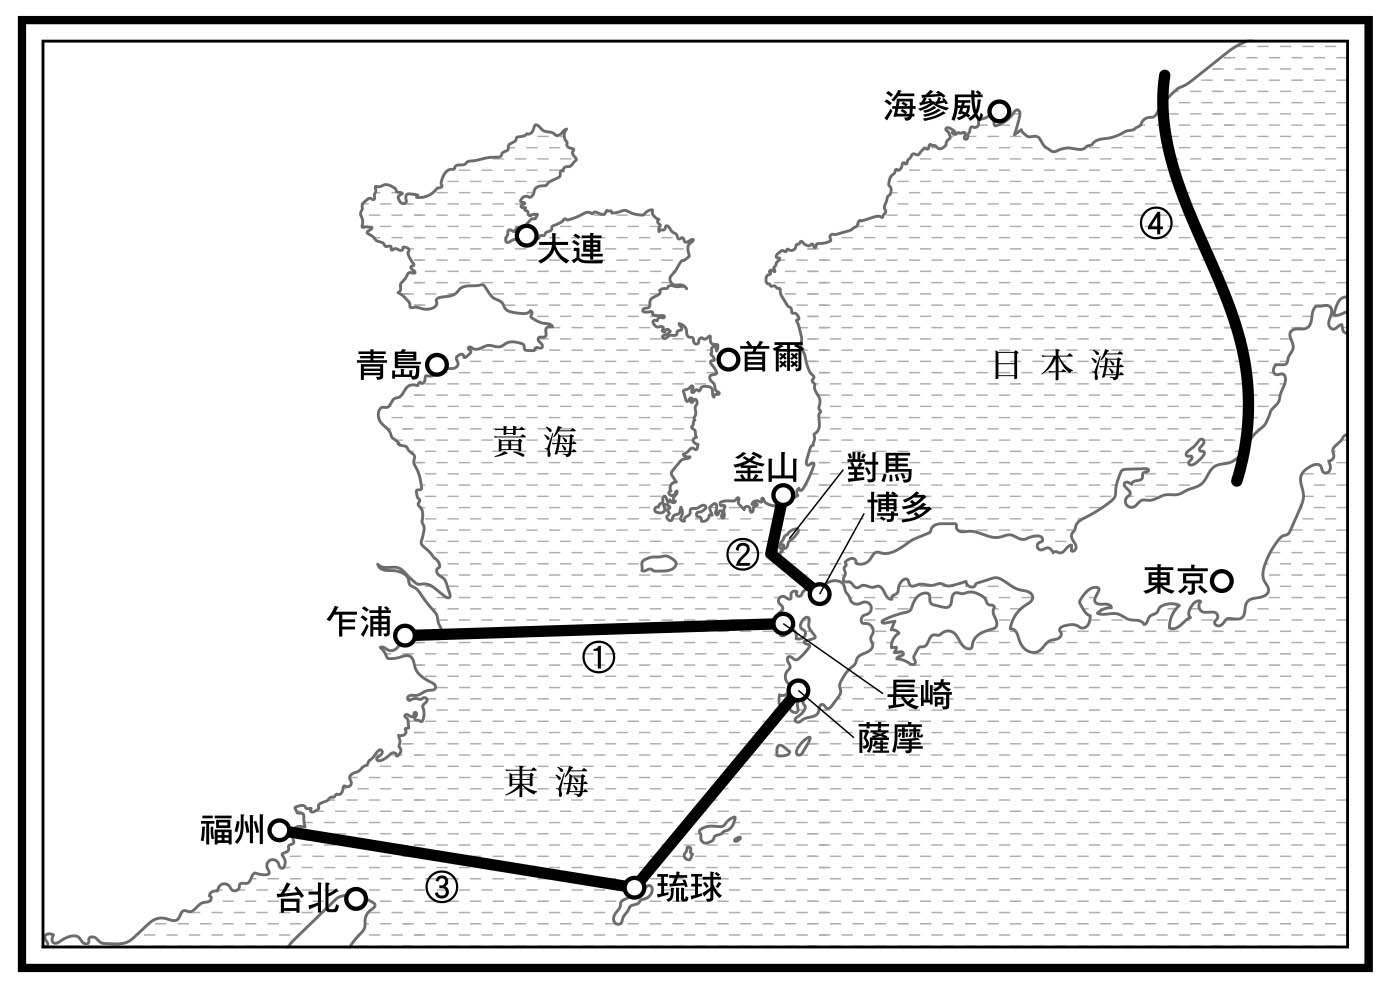 海參威
④
大連
青島
首爾
日本海
黃海
釜山
對馬
博多
②
東京
乍浦
①
長崎
薩摩
東海
福州
③
琉球
台北